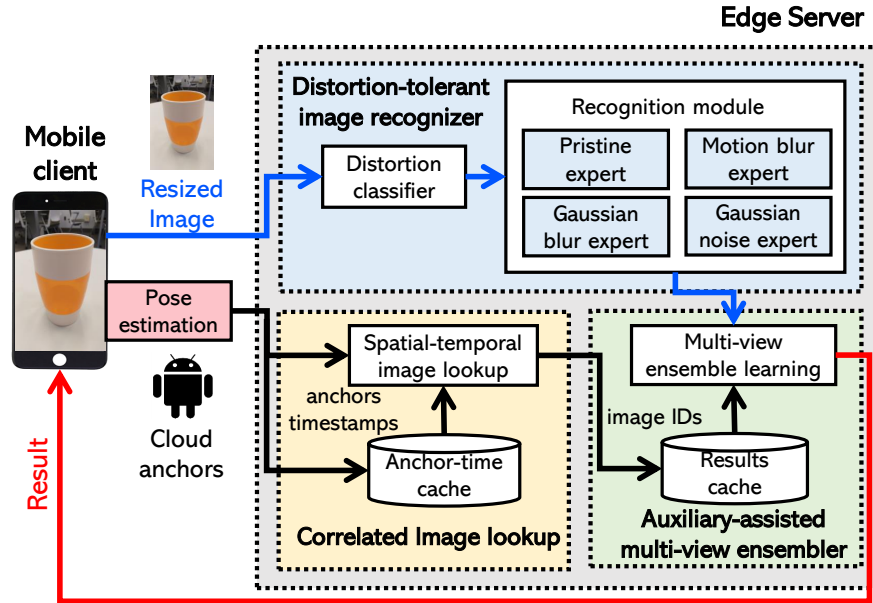 Edge Server
Distortion-tolerant
image recognizer
Recognition module
Mobile
client
Distortion
classifier
Pristine
expert
Motion blur
expert
Resized
Image
Gaussian
blur expert
Gaussian
noise expert
Pose
estimation
Spatial-temporal
image lookup
Multi-view
ensemble learning
anchors
timestamps
image IDs
Cloud
anchors
Anchor-time
cache
Results
cache
Result
Correlated Image lookup
Auxiliary-assisted
multi-view ensembler